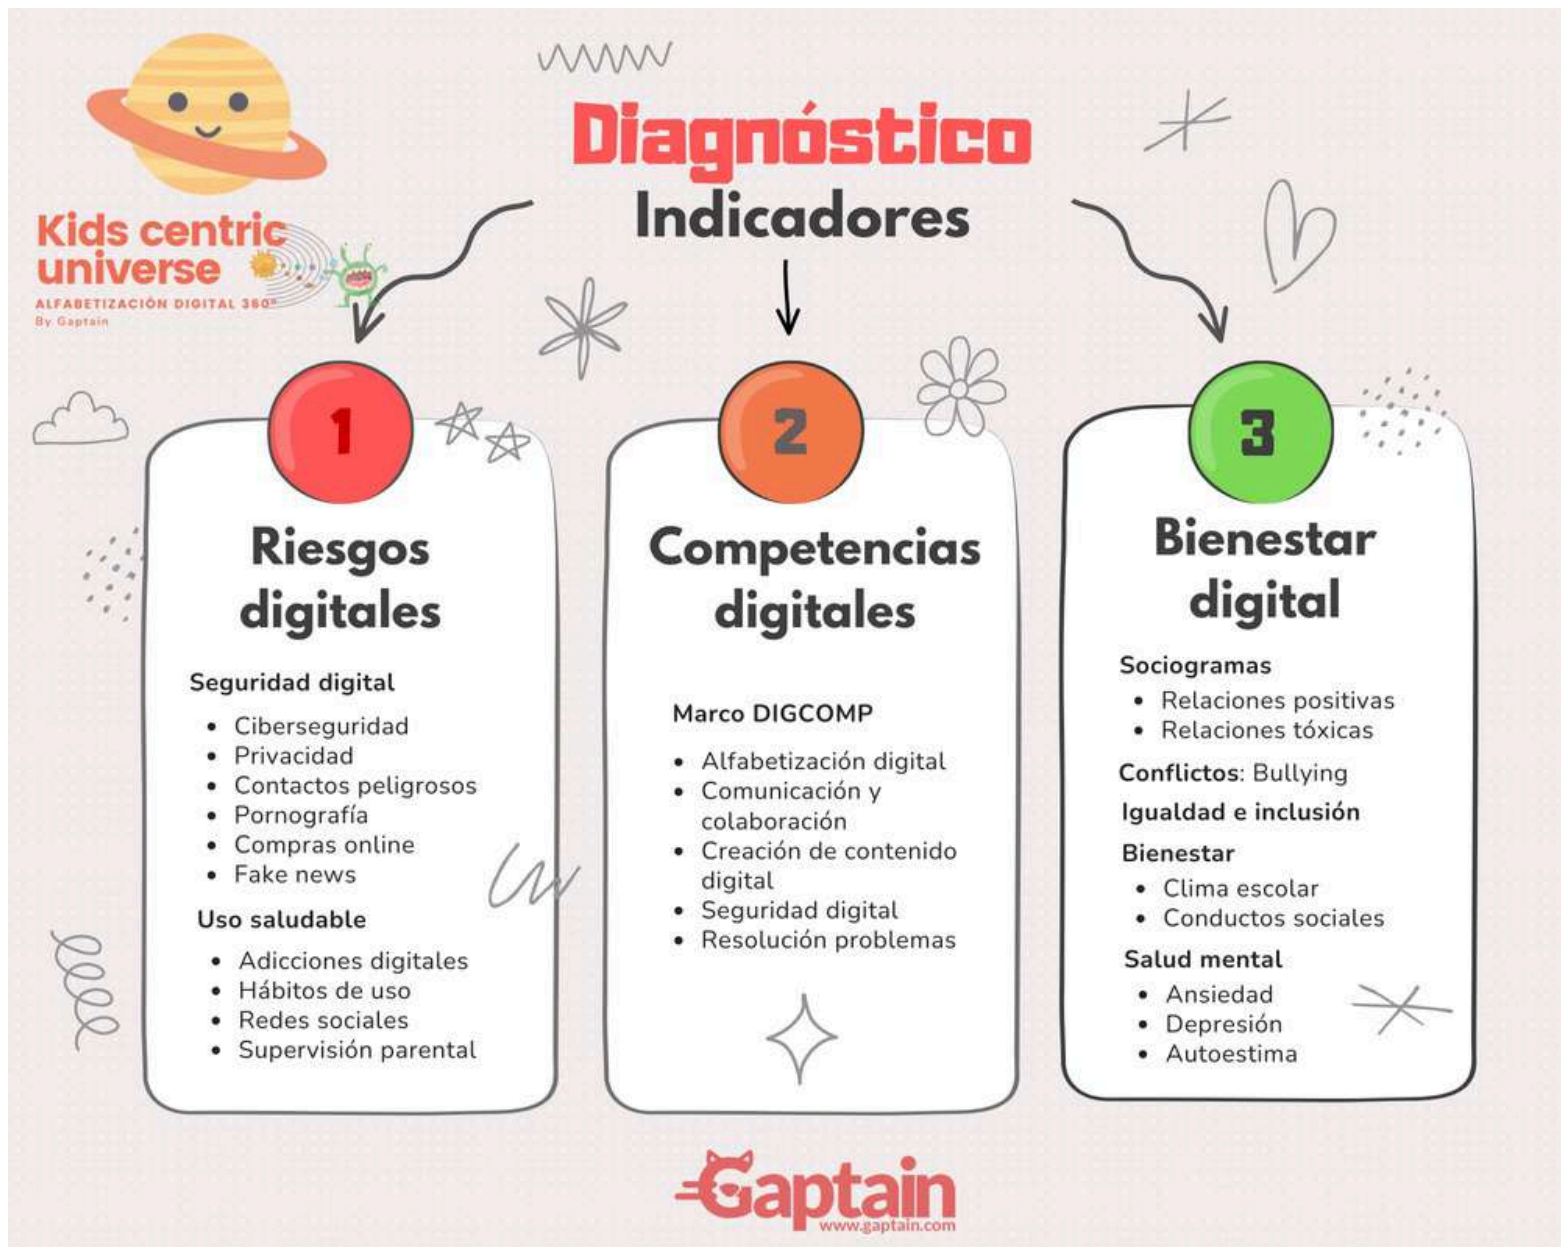 Diagnóstico
Indicadores
Kids centric
universe
ALFABETIZACIÓN DIGITAL 360º
By Gaptain
1
Riesgos
digitales
Seguridad digital
• Ciberseguridad
• Privacidad
• Contactos peligrosos
• Pornografía
• Compras online
• Fake news
Uso saludable
• Adicciones digitales
• Hábitos de uso
• Redes sociales
• Supervisión parental
2
Competencias
digitales
Marco DIGCOMP
• Alfabetización digital
• Comunicación y
colaboración
• Creación de contenido
digital
• Seguridad digital
• Resolución problemas
3
Bienestar
digital
Sociogramas
• Relaciones positivas
• Relaciones tóxicas
Conflictos: Bullying
Igualdad e inclusión
Bienestar
• Clima escolar
• Conductos sociales
Salud mental
• Ansiedad
• Depresión
• Autoestima
Gaptain
www.gaptain.com